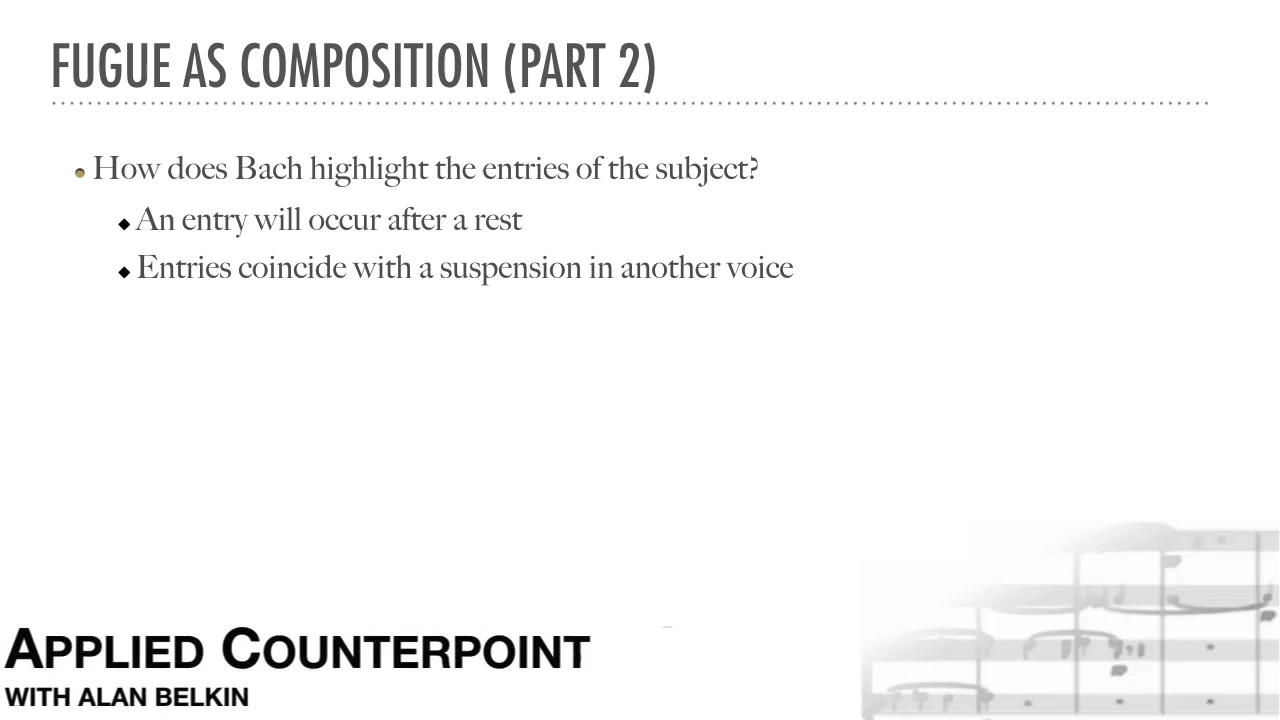 FUGUE AS COMPOSITION (PART 2)
How does Bach highlight the entries of the subject?
An entry will occur after a rest
Entries coincide with a suspension in another voice
APPLIED COUNTERPOINT
WITH ALAN BELKIN